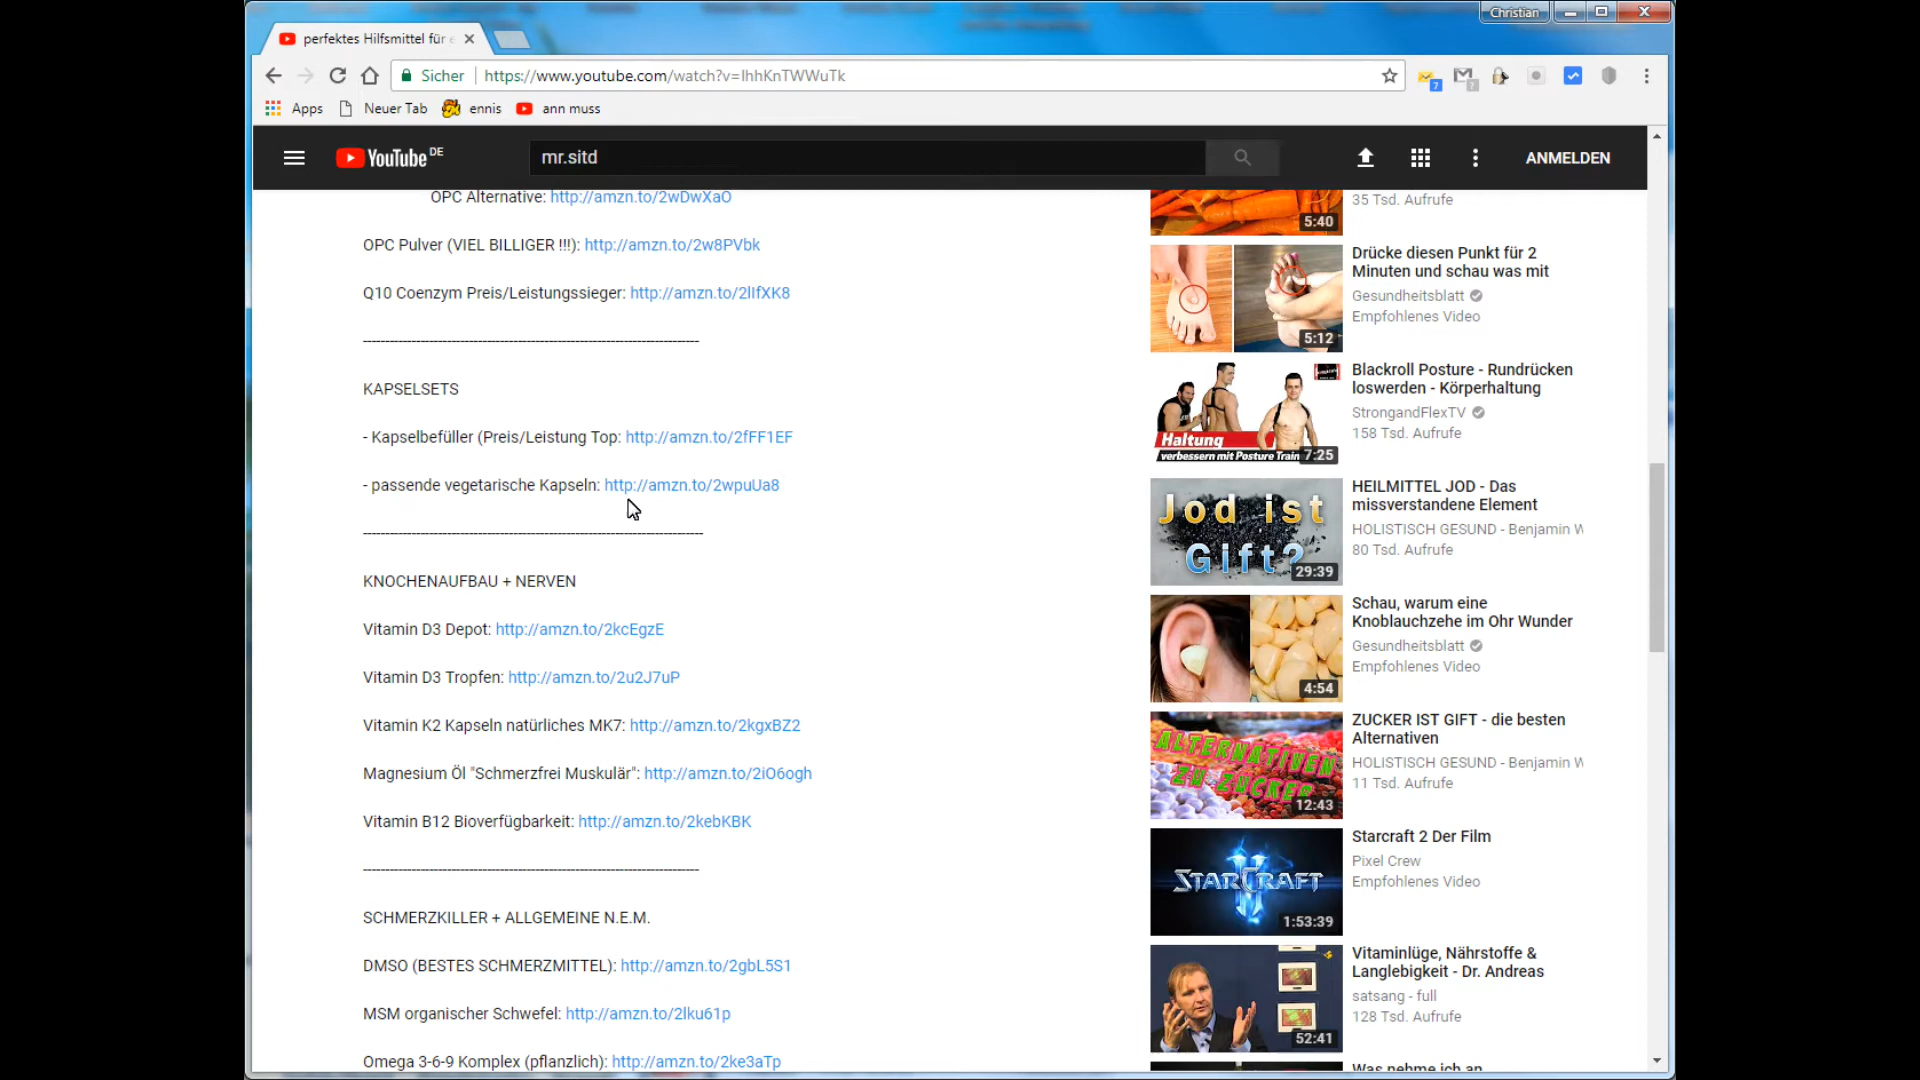 Christian
perfektes Hilfsmittel für
Sicher
https://www.youtube.com/watch?v=IhhKnTWWuTk
7
?
Apps
Neuer Tab
ennis
ann muss
YouTube DE
mr.sitd
ANMELDEN
OPC Alternative: http://amzn.to/2wDwXaO
OPC Pulver (VIEL BILLIGER !!!): http://amzn.to/2w8PVbk
Q10 Coenzym Preis/Leistungssieger: http://amzn.to/2lIfXK8
--------------------------------------------------------------------------------
KAPSELSETS
- Kapselbefüller (Preis/Leistung Top: http://amzn.to/2fFF1EF
- passende vegetarische Kapseln: http://amzn.to/2wpuUa8
---------------------------------------------------------------------------------
KNOCHENAUFBAU + NERVEN
Vitamin D3 Depot: http://amzn.to/2kcEgzE
Vitamin D3 Tropfen: http://amzn.to/2u2J7uP
Vitamin K2 Kapseln natürliches MK7: http://amzn.to/2kgxBZ2
Magnesium Öl "Schmerzfrei Muskulär": http://amzn.to/2iO6ogh
Vitamin B12 Bioverfügbarkeit: http://amzn.to/2kebKBK
--------------------------------------------------------------------------------
SCHMERZKILLER + ALLGEMEINE N.E.M.
DMSO (BESTES SCHMERZMITTEL): http://amzn.to/2gbL5S1
MSM organischer Schwefel: http://amzn.to/2lku61p
Omega 3-6-9 Komplex (pflanzlich): http://amzn.to/2ke3aTp
5:40
35 Tsd. Aufrufe
5:12
Drücke diesen Punkt für 2
Minuten und schau was mit
Gesundheitsblatt
Empfohlenes Video
Haltung
verbessern mit Posture Train
7:25
Blackroll Posture - Rundrücken
loswerden - Körperhaltung
StrongandFlexTV
158 Tsd. Aufrufe
Jod ist
Gift?
29:39
HEILMITTEL JOD - Das
missverstandene Element
HOLISTISCH GESUND - Benjamin W
80 Tsd. Aufrufe
4:54
Schau, warum eine
Knoblauchzehe im Ohr Wunder
Gesundheitsblatt
Empfohlenes Video
ALTERNATIVEN
ZU ZUCKER
12:43
ZUCKER IST GIFT - die besten
Alternativen
HOLISTISCH GESUND - Benjamin W
11 Tsd. Aufrufe
STARCRAFT
II
1:53:39
Starcraft 2 Der Film
Pixel Crew
Empfohlenes Video
52:41
Vitaminlüge, Nährstoffe &
Langlebigkeit - Dr. Andreas
satsang - full
128 Tsd. Aufrufe
Was nehme ich an